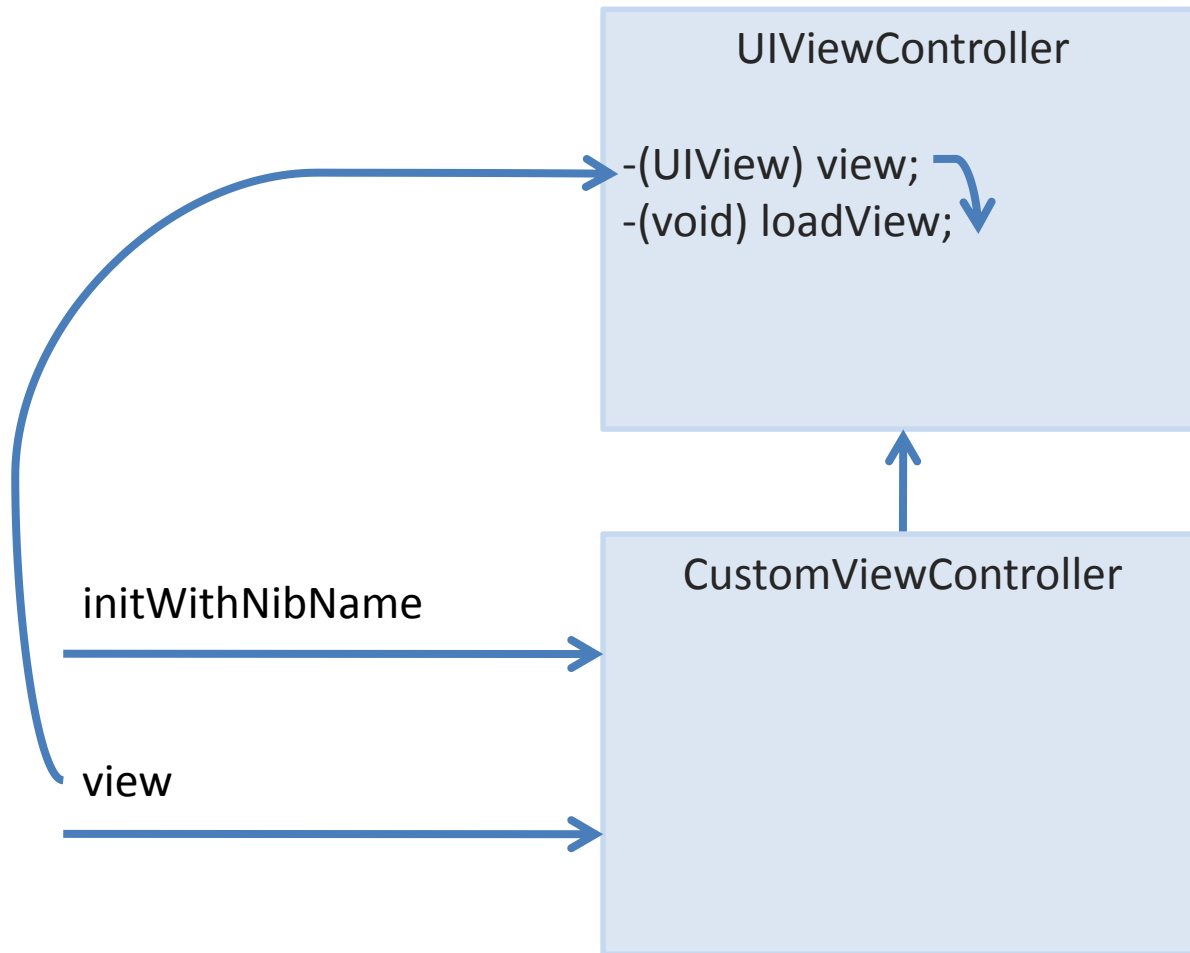 UIViewController
-(UIView) view;
-(void) loadView;
CustomViewController
initWithNibName
view